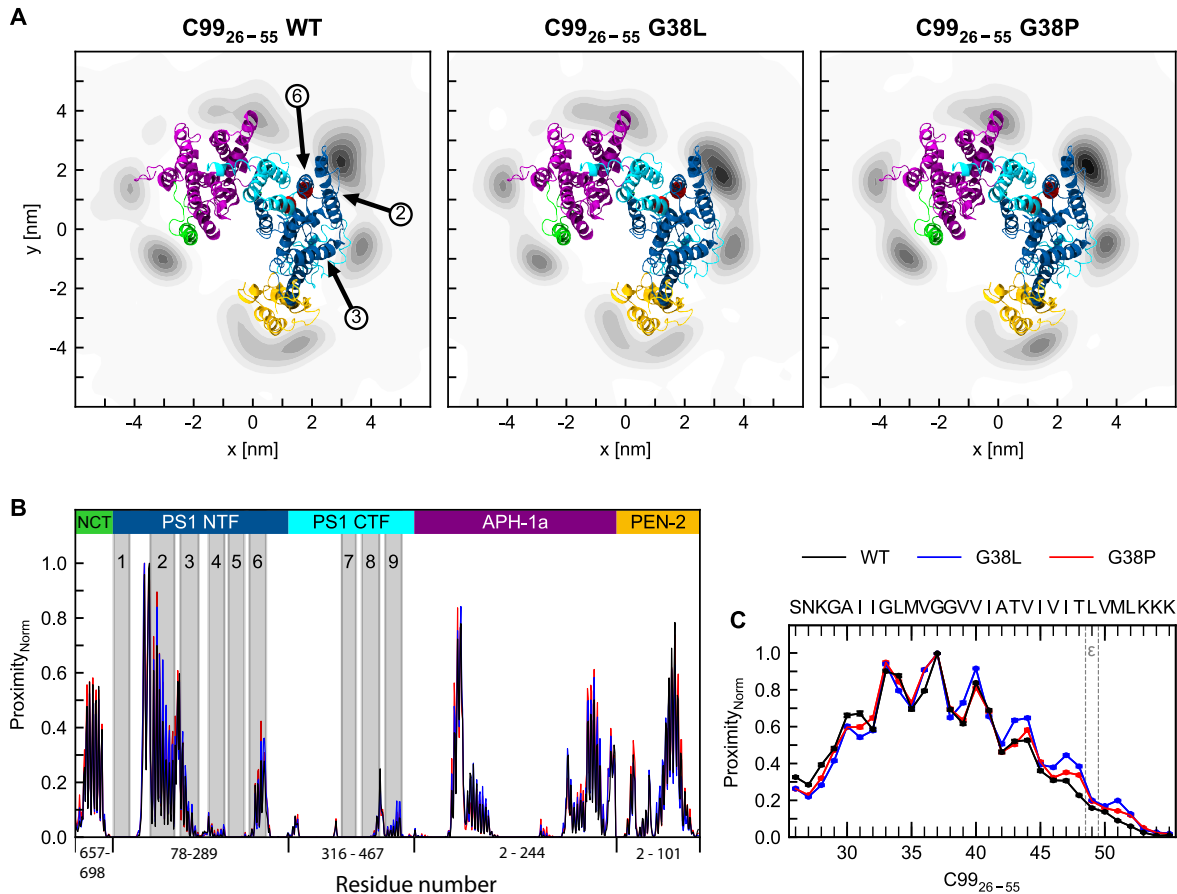 A
C99₂₆₋₅₅ WT
C99₂₆₋₅₅ G38L
C99₂₆₋₅₅ G38P
y [nm]
4
2
0
-2
-4
6
2
3
-4 -2 0 2 4
-4 -2 0 2 4
-4 -2 0 2 4
x [nm]
x [nm]
x [nm]
B
NCT PS1 NTF PS1 CTF APH-1a PEN-2
1 2 3 4 5 6 7 8 9
Proximity_Norm
1.0
0.8
0.6
0.4
0.2
0.0
657-698
78-289
316 - 467
2 - 244
2 - 101
Residue number
WT G38L G38P
SNKGAIIGLMVGGVVIATVIVITLVMLKKK
C
ε
Proximity_Norm
1.0
0.8
0.6
0.4
0.2
0.0
30 35 40 45 50
C99₂₆₋₅₅